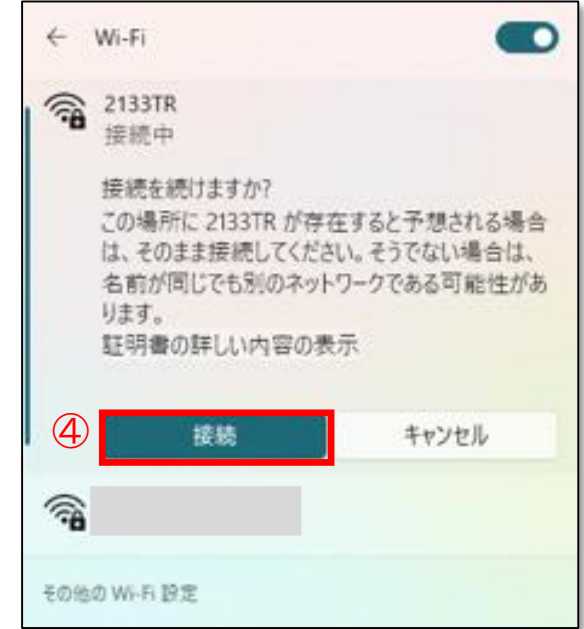 ← Wi-Fi
2133TR
接続中
接続を続けますか?
この場所に 2133TR が存在すると予想される場合
は、そのまま接続してください。そうでない場合は、
名前が同じでも別のネットワークである可能性があ
ります。
証明書の詳しい内容の表示
④ 接続 キャンセル
その他の Wi-Fi 設定